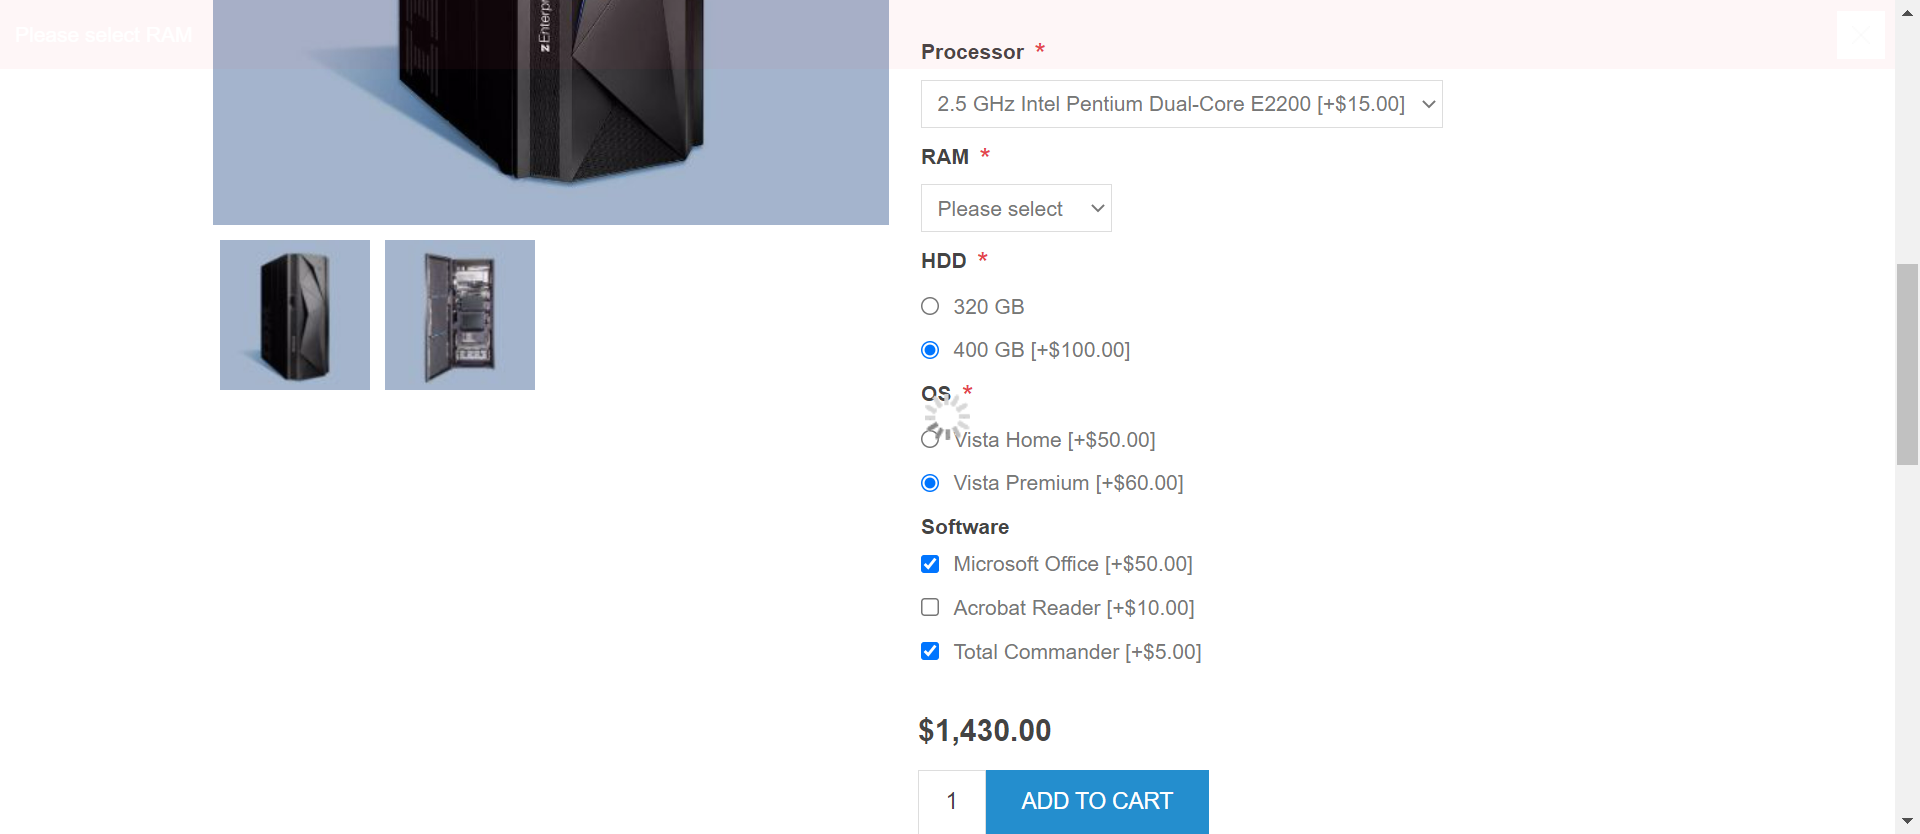 Please select RAM
zEnterpr
Processor *
2.5 GHz Intel Pentium Dual-Core E2200 [+$15.00]
RAM *
Please select
HDD *
320 GB
400 GB [+$100.00]
OS *
Vista Home [+$50.00]
Vista Premium [+$60.00]
Software
Microsoft Office [+$50.00]
Acrobat Reader [+$10.00]
Total Commander [+$5.00]
$1,430.00
1
ADD TO CART